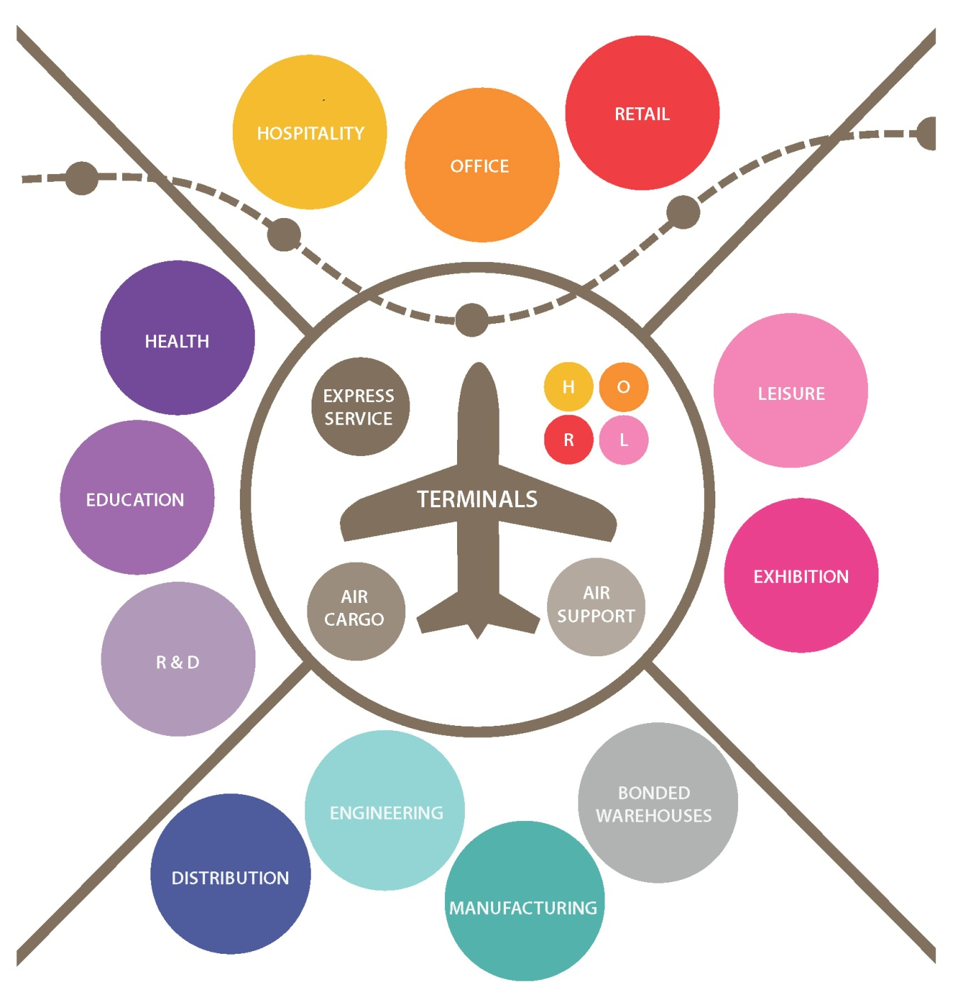 RETAIL
HOSPITALITY
OFFICE
HEALTH
EXPRESS
SERVICE
H
O
R
L
LEISURE
EDUCATION
TERMINALS
EXHIBITION
AIR
CARGO
AIR
SUPPORT
R & D
ENGINEERING
BONDED
WAREHOUSES
DISTRIBUTION
MANUFACTURING